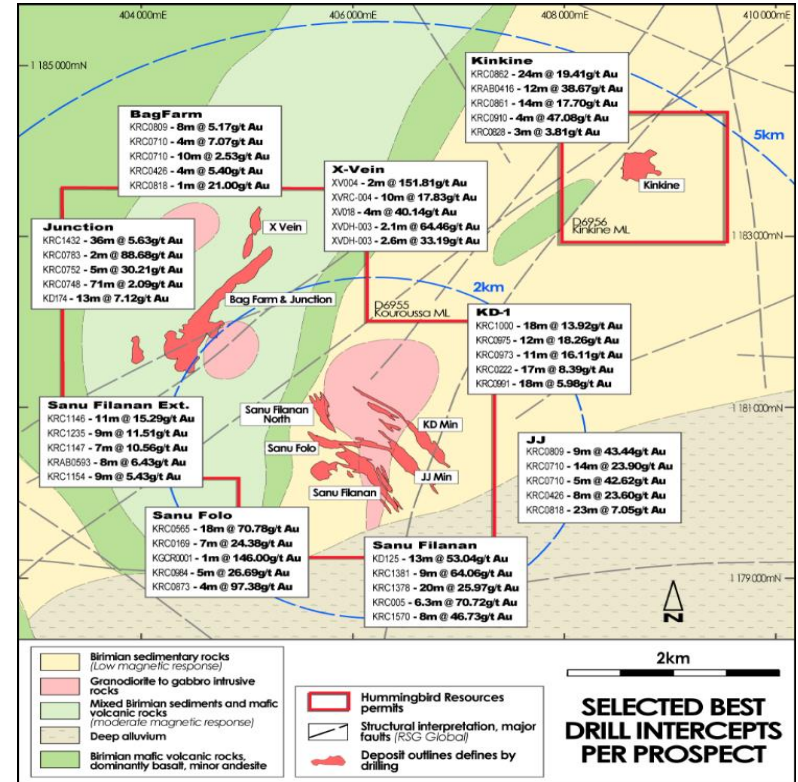 404 000mE
406 000mE
408 000mE
410 000mE
1 185 000mN
Kinkine
KRC0862 - 24m @ 19.41g/t Au
KRAB0416 - 12m @ 38.67g/t Au
KRC0861 - 14m @ 17.70g/t Au
KRC0910 - 4m @ 47.08g/t Au
KRC0828 - 3m @ 3.81g/t Au
BagFarm
KRC0809 - 8m @ 5.17g/t Au
KRC0710 - 4m @ 7.07g/t Au
KRC0710 - 10m @ 2.53g/t Au
KRC0426 - 4m @ 5.40g/t Au
KRC0818 - 1m @ 21.00g/t Au
5km
X-Vein
XV004 - 2m @ 151.81g/t Au
XVRC-004 - 10m @ 17.83g/t Au
XV018 - 4m @ 40.14g/t Au
XVDH-003 - 2.1m @ 64.46g/t Au
XVDH-003 - 2.6m @ 33.19g/t Au
Kinkine
Junction
KRC1432 - 36m @ 5.63g/t Au
KRC0783 - 2m @ 88.68g/t Au
KRC0752 - 5m @ 30.21g/t Au
KRC0748 - 71m @ 2.09g/t Au
KD174 - 13m @ 7.12g/t Au
X Vein
D6956
Kinkine ML
1 183 000mN
Bag Farm & Junction
2km
D6955
Kouroussa ML
KD-1
KRC1000 - 18m @ 13.92g/t Au
KRC0975 - 12m @ 18.26g/t Au
KRC0973 - 11m @ 16.11g/t Au
KRC0222 - 17m @ 8.39g/t Au
KRC0991 - 18m @ 5.98g/t Au
Sanu Filanan Ext.
KRC1146 - 11m @ 15.29g/t Au
KRC1235 - 9m @ 11.51g/t Au
KRC1147 - 7m @ 10.56g/t Au
KRAB0593 - 8m @ 6.43g/t Au
KRC1154 - 9m @ 5.43g/t Au
Sanu Filanan
North
KD Min
1 181 000mN
Sanu Folo
JJ Min
Sanu Filanan
JJ
KRC0809 - 9m @ 43.44g/t Au
KRC0710 - 14m @ 23.90g/t Au
KRC0710 - 5m @ 42.62g/t Au
KRC0426 - 8m @ 23.60g/t Au
KRC0818 - 23m @ 7.05g/t Au
Sanu Folo
KRC0565 - 18m @ 70.78g/t Au
KRC0169 - 7m @ 24.38g/t Au
KGCR0001 - 1m @ 146.00g/t Au
KRC0984 - 5m @ 26.69g/t Au
KRC0873 - 4m @ 97.38g/t Au
Sanu Filanan
KD125 - 13m @ 53.04g/t Au
KRC1381 - 9m @ 64.06g/t Au
KRC1378 - 20m @ 25.97g/t Au
KRC005 - 6.3m @ 70.72g/t Au
KRC1570 - 8m @ 46.73g/t Au
1 179 000mN
N
Birimian sedimentary rocks
(Low magnetic response)
Granodiorite to gabbro intrusive
rocks
Mixed Birimian sediments and mafic
volcanic rocks
(moderate magnetic response)
Deep alluvium
Birimian mafic volcanic rocks,
dominantly basalt, minor andesite
Hummingbird Resources
permits
Structural interpretation, major
faults (RSG Global)
Deposit outlines defines by
drilling
2km
SELECTED BEST
DRILL INTERCEPTS
PER PROSPECT